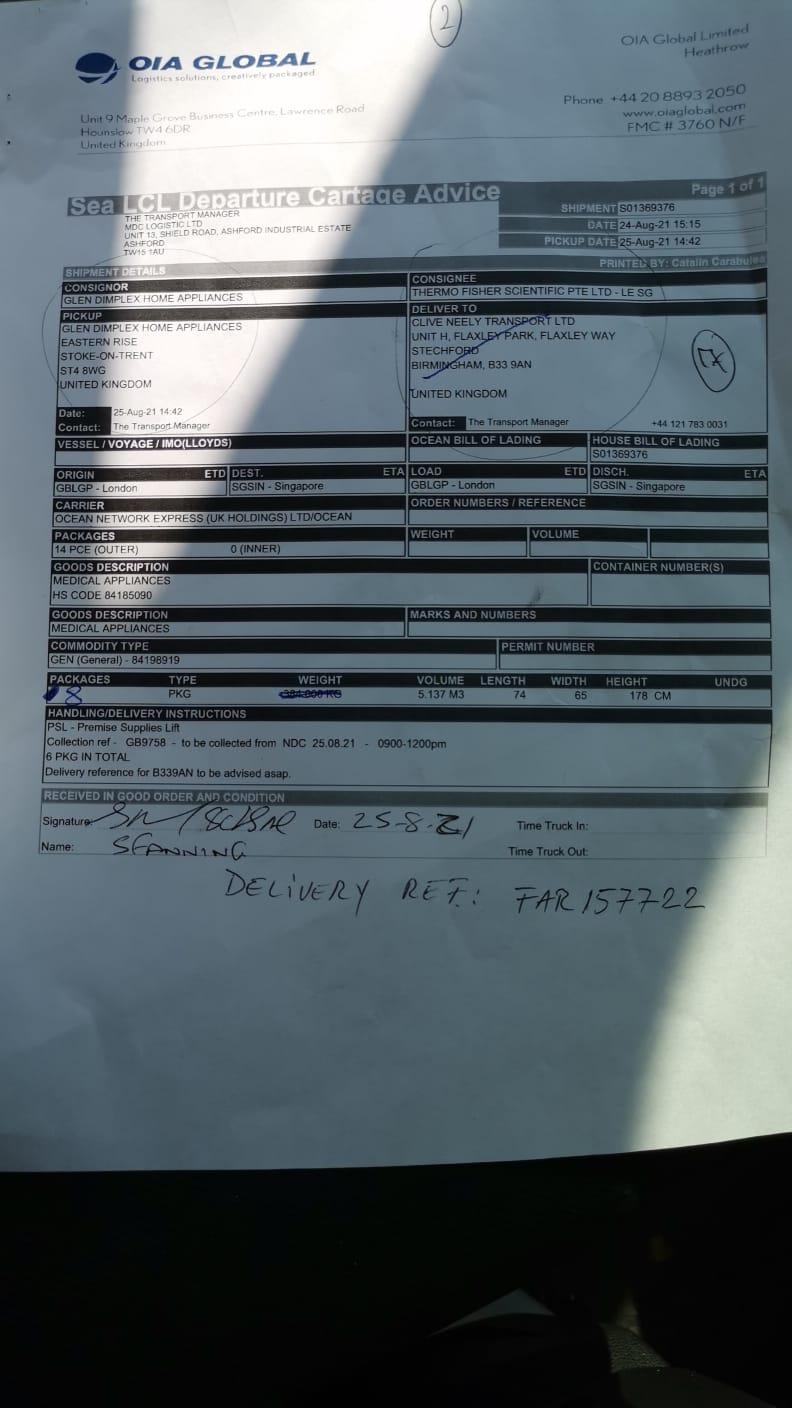 2
OIA GLOBAL
Logistics solutions, creatively packaged
OIA Global Limited
Heathrow
Unit 9 Maple Grove Business Centre, Lawrence Road
Hounslow TW4 6DR
United Kingdom
Phone +44 20 8893 2050
www.oiaglobal.com
FMC # 3760 N/F
Sea LCL Departure Cartage Advice
Page 1 of 1
THE TRANSPORT MANAGER
MDC LOGISTIC LTD
UNIT 13, SHIELD ROAD, ASHFORD INDUSTRIAL ESTATE
ASHFORD
TW15 1AU
SHIPMENT S01369376
DATE 24-Aug-21 15:15
PICKUP DATE 25-Aug-21 14:42
SHIPMENT DETAILS
PRINTED BY: Catalin Carabulea
CONSIGNOR
GLEN DIMPLEX HOME APPLIANCES
CONSIGNEE
THERMO FISHER SCIENTIFIC PTE LTD - LE SG
PICKUP
GLEN DIMPLEX HOME APPLIANCES
EASTERN RISE
STOKE-ON-TRENT
ST4 8WG
UNITED KINGDOM
Date: 25-Aug-21 14:42
Contact: The Transport Manager
DELIVER TO
CLIVE NEELY TRANSPORT LTD
UNIT H, FLAXLEY PARK, FLAXLEY WAY
STECHFORD
BIRMINGHAM, B33 9AN
UNITED KINGDOM
Contact: The Transport Manager +44 121 783 0031
VESSEL / VOYAGE / IMO(LLOYDS)
OCEAN BILL OF LADING
HOUSE BILL OF LADING
S01369376
ORIGIN ETD DEST. ETA LOAD ETD DISCH. ETA
GBLGP - London SGSIN - Singapore GBLGP - London SGSIN - Singapore
CARRIER
OCEAN NETWORK EXPRESS (UK HOLDINGS) LTD/OCEAN
ORDER NUMBERS / REFERENCE
PACKAGES WEIGHT VOLUME
14 PCE (OUTER) 0 (INNER)
GOODS DESCRIPTION CONTAINER NUMBER(S)
MEDICAL APPLIANCES
HS CODE 84185090
GOODS DESCRIPTION MARKS AND NUMBERS
MEDICAL APPLIANCES
COMMODITY TYPE PERMIT NUMBER
GEN (General) - 84198919
PACKAGES TYPE WEIGHT VOLUME LENGTH WIDTH HEIGHT UNDG
8 PKG 384.000 KG 5.137 M3 74 65 178 CM
HANDLING/DELIVERY INSTRUCTIONS
PSL - Premise Supplies Lift
Collection ref - GB9758 - to be collected from NDC 25.08.21 - 0900-1200pm
6 PKG IN TOTAL
Delivery reference for B339AN to be advised asap.
RECEIVED IN GOOD ORDER AND CONDITION
Signature: Date: 25-8-21 Time Truck In:
Name: SFANNING Time Truck Out:
DELIVERY REF.: FAR157722